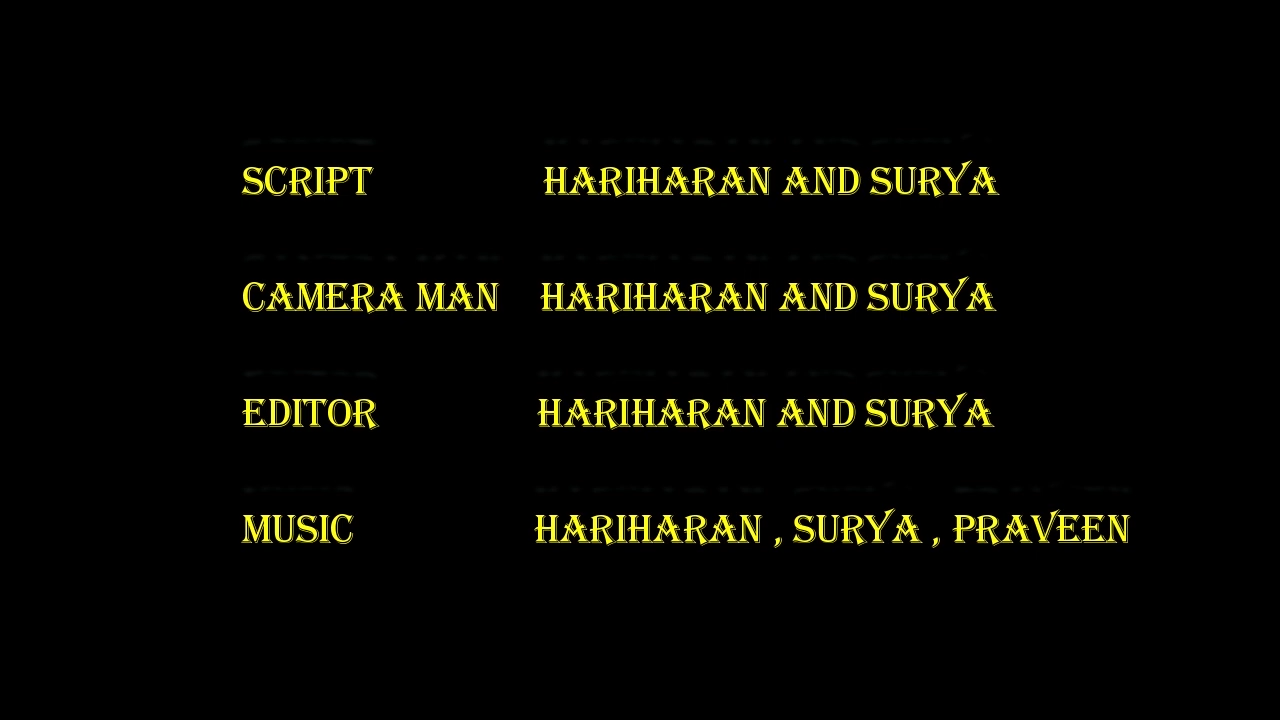 SCRIPT HARIHARAN AND SURYA
CAMERA MAN HARIHARAN AND SURYA
EDITOR HARIHARAN AND SURYA
MUSIC HARIHARAN , SURYA , PRAVEEN